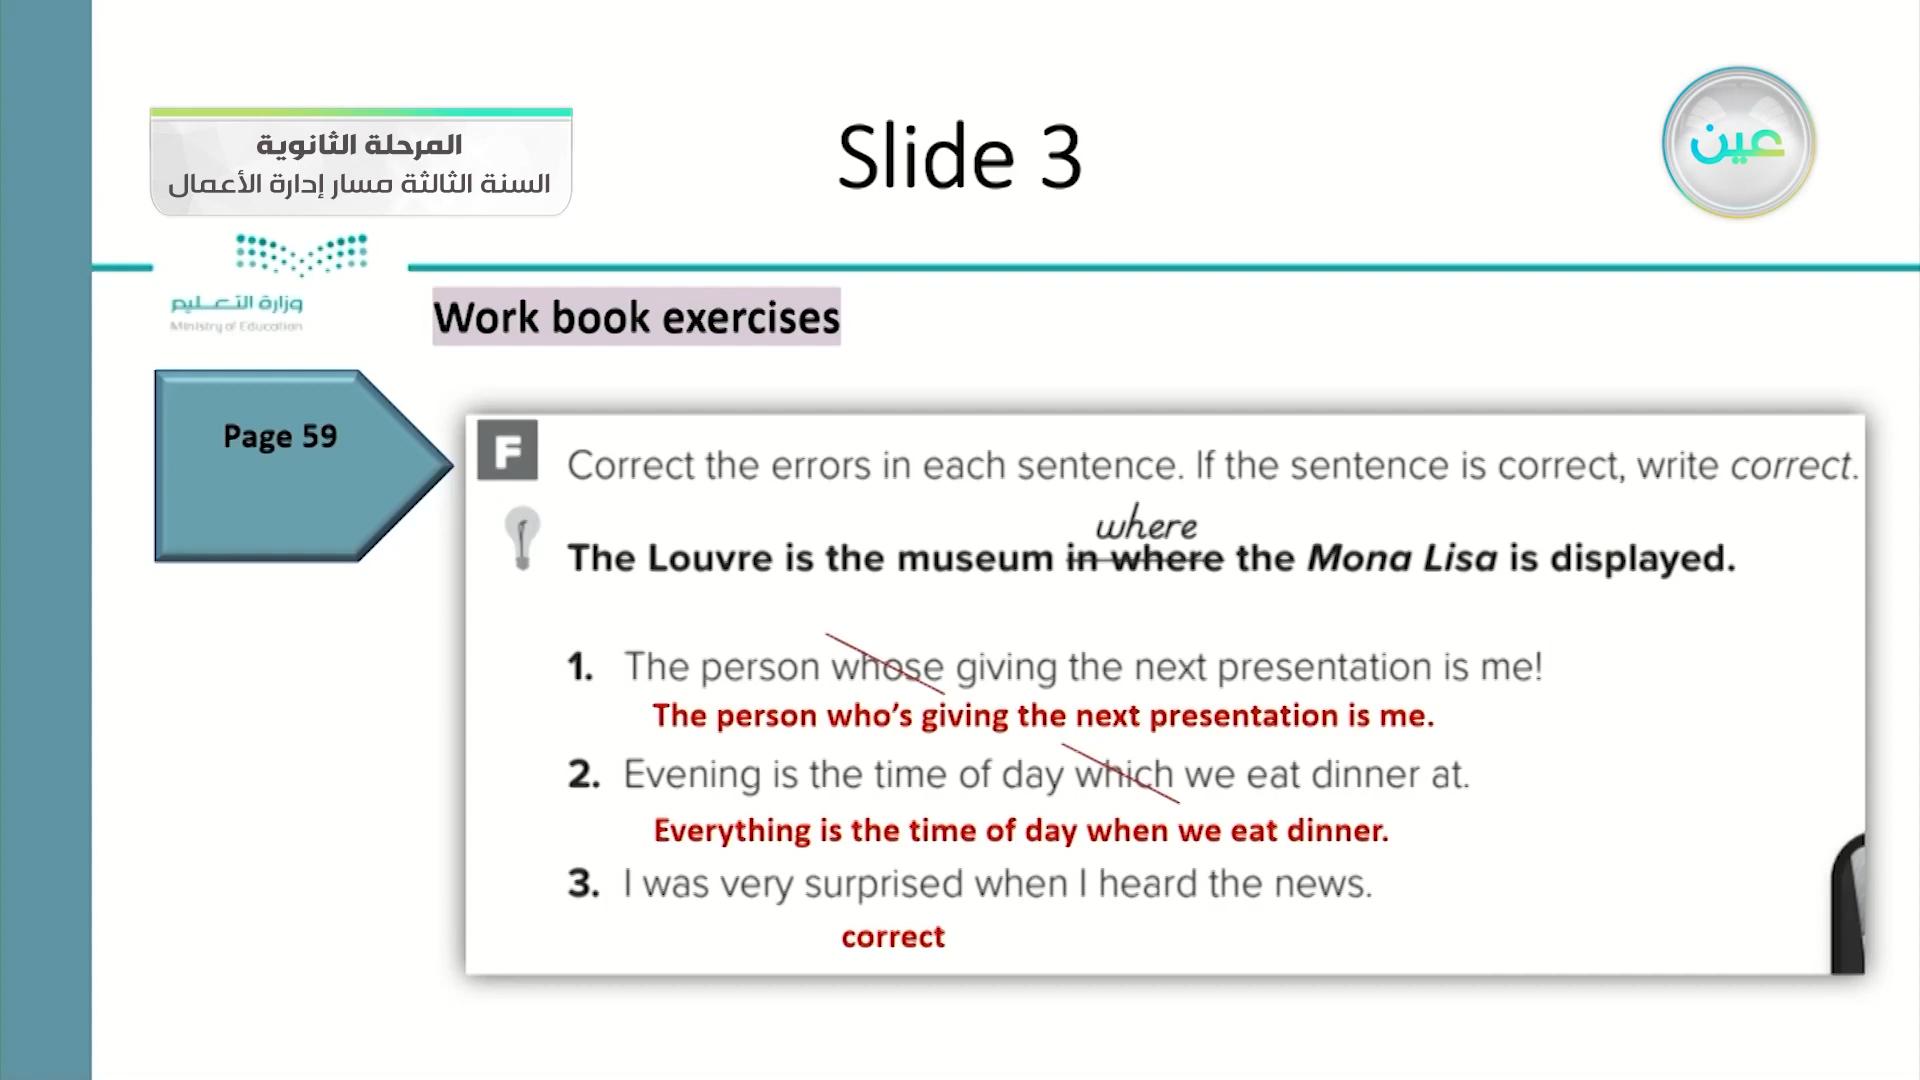 المرحلة الثانوية
السنة الثالثة مسار إدارة الأعمال
Slide 3
عين
وزارة التعليم
Ministry of Education
Work book exercises
Page 59
F Correct the errors in each sentence. If the sentence is correct, write correct.
where
The Louvre is the museum in where the Mona Lisa is displayed.
1. The person whose giving the next presentation is me!
The person who's giving the next presentation is me.
2. Evening is the time of day which we eat dinner at.
Everything is the time of day when we eat dinner.
3. I was very surprised when I heard the news.
correct